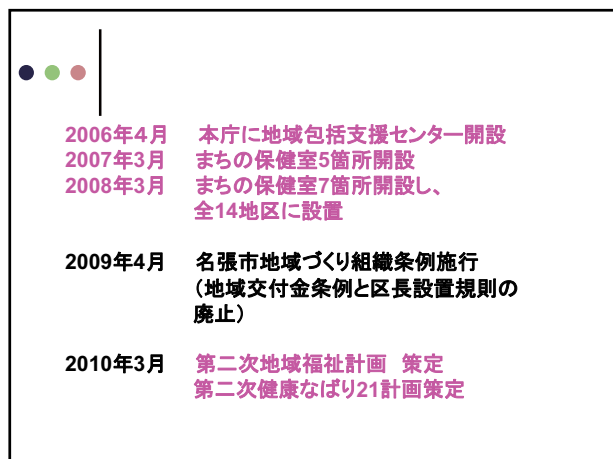 2006年4月　本庁に地域包括支援センター開設
2007年3月　まちの保健室5箇所開設
2008年3月　まちの保健室7箇所開設し、
全14地区に設置
2009年4月　名張市地域づくり組織条例施行
（地域交付金条例と区長設置規則の
廃止）
2010年3月　第二次地域福祉計画　策定
第二次健康なばり21計画策定